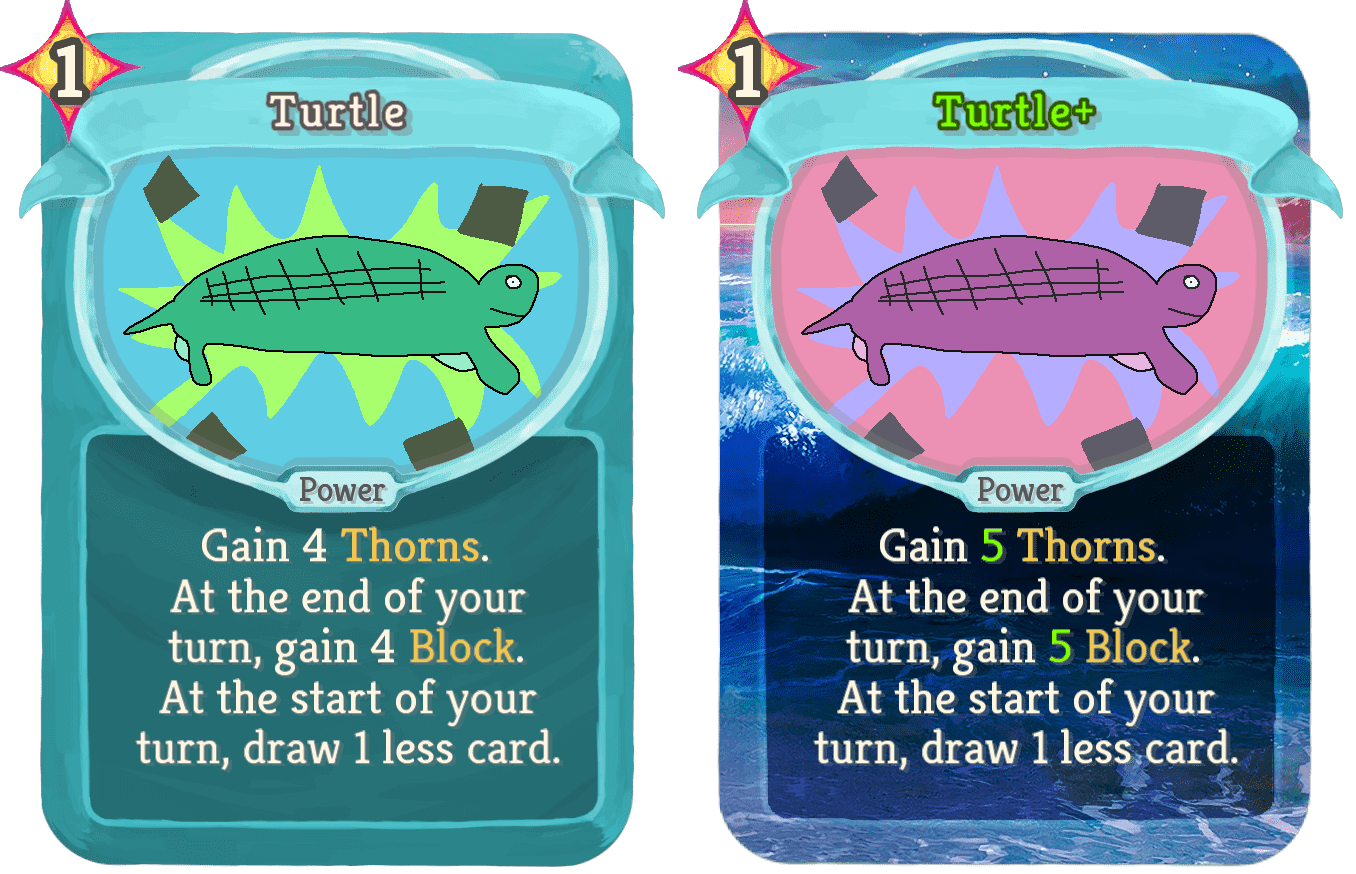 1
Turtle
Power
Gain 4 Thorns.
At the end of your
turn, gain 4 Block.
At the start of your
turn, draw 1 less card.
1
Turtle+
Power
Gain 5 Thorns.
At the end of your
turn, gain 5 Block.
At the start of your
turn, draw 1 less card.